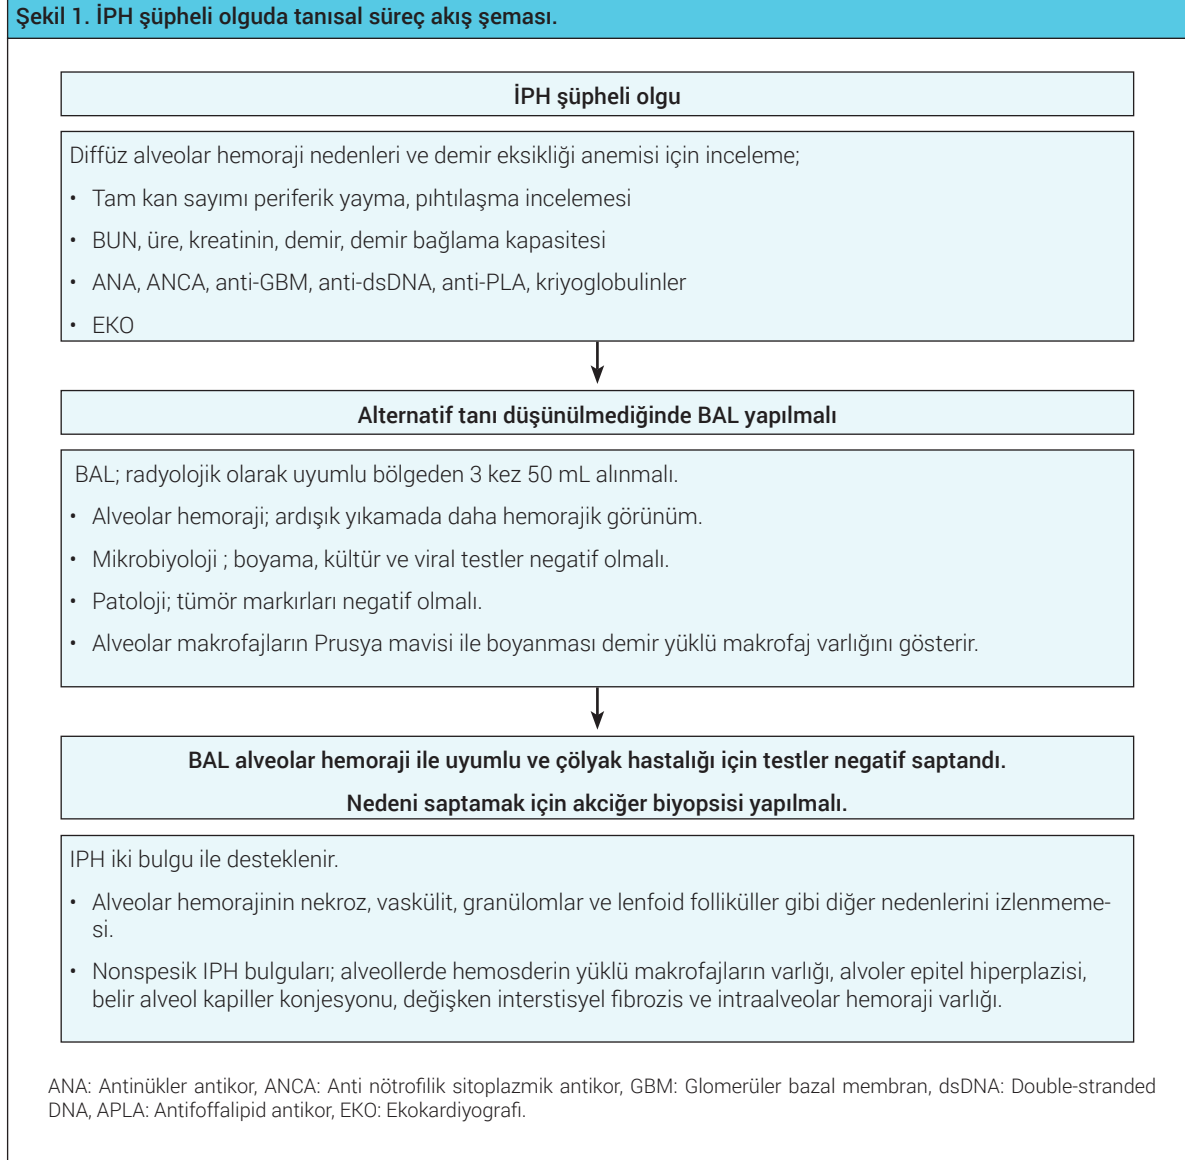 Şekil 1. İPH şüpheli olguda tanısal süreç akış şeması.
İPH şüpheli olgu
Diffüz alveolar hemoraji nedenleri ve demir eksikliği anemisi için inceleme;
• Tam kan sayımı periferik yayma, pıhtılaşma incelemesi
• BUN, üre, kreatinin, demir, demir bağlama kapasitesi
• ANA, ANCA, anti-GBM, anti-dsDNA, anti-PLA, kriyoglobulinler
• EKO
Alternatif tanı düşünülmediğinde BAL yapılmalı
BAL; radyolojik olarak uyumlu bölgeden 3 kez 50 mL alınmalı.
• Alveolar hemoraji; ardışık yıkamada daha hemorajik görünüm.
• Mikrobiyoloji ; boyama, kültür ve viral testler negatif olmalı.
• Patoloji; tümör markırları negatif olmalı.
• Alveolar makrofajların Prusya mavisi ile boyanması demir yüklü makrofaj varlığını gösterir.
BAL alveolar hemoraji ile uyumlu ve çölyak hastalığı için testler negatif saptandı.
Nedeni saptamak için akciğer biyopsisi yapılmalı.
IPH iki bulgu ile desteklenir.
• Alveolar hemorajinin nekroz, vaskülit, granülomlar ve lenfoid folliküller gibi diğer nedenlerini izlenmeme-
si.
• Nonspesik IPH bulguları; alveollerde hemosderin yüklü makrofajların varlığı, alvoler epitel hiperplazisi,
belir alveol kapiller konjesyonu, değişken interstisyel fibrozis ve intraalveolar hemoraji varlığı.
ANA: Antinükler antikor, ANCA: Anti nötrofilik sitoplazmik antikor, GBM: Glomerüler bazal membran, dsDNA: Double-stranded
DNA, APLA: Antifoffalipid antikor, EKO: Ekokardiyografi.